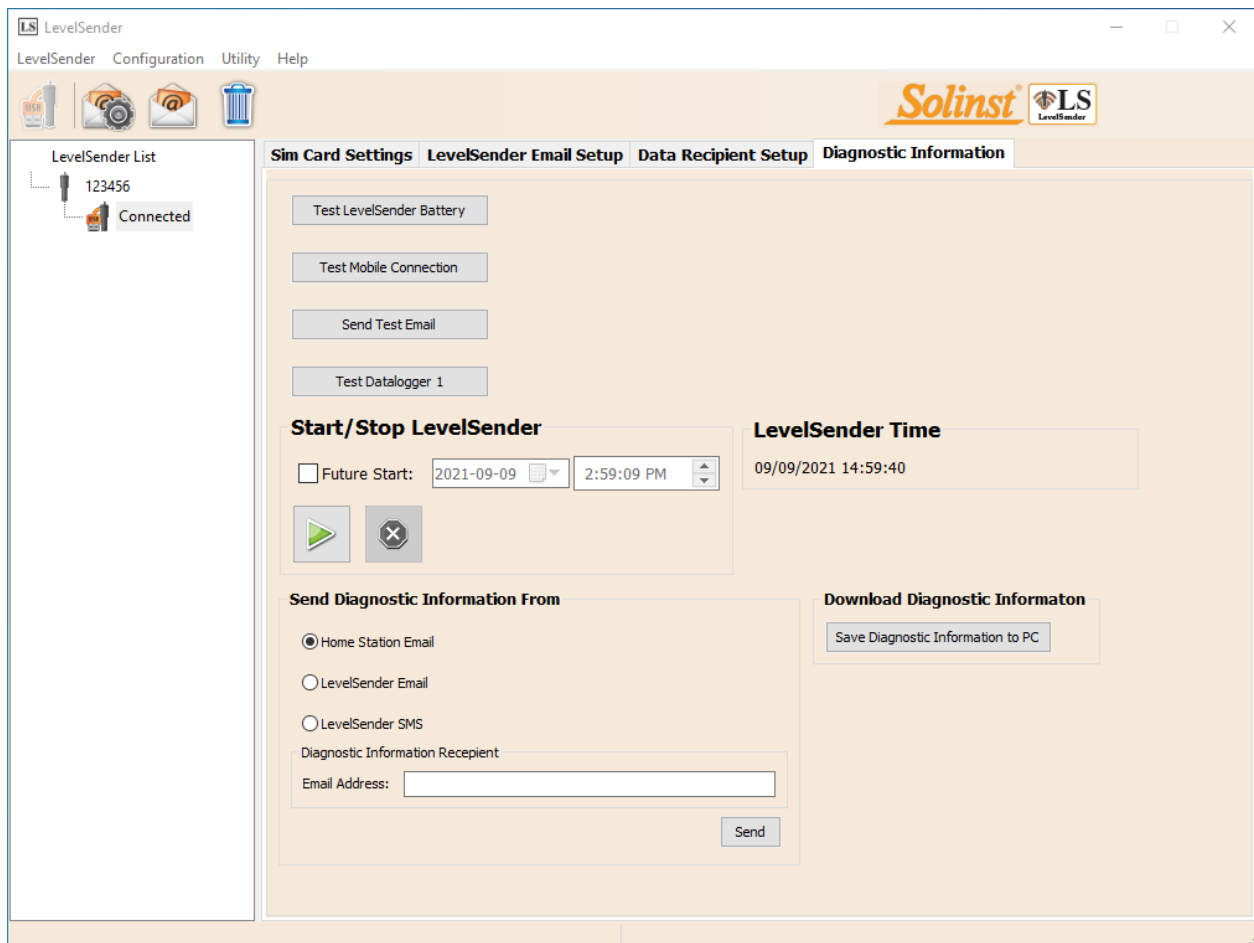 LS LevelSender
LevelSender Configuration Utility Help
USB @ Solinst® LS
LevelSender
LevelSender List
123456
USB Connected
Sim Card Settings LevelSender Email Setup Data Recipient Setup Diagnostic Information
Test LevelSender Battery
Test Mobile Connection
Send Test Email
Test Datalogger 1
Start/Stop LevelSender
Future Start: 2021-09-09 2:59:09 PM
LevelSender Time
09/09/2021 14:59:40
Send Diagnostic Information From
Home Station Email
LevelSender Email
LevelSender SMS
Diagnostic Information Recepient
Email Address:
Send
Download Diagnostic Informaton
Save Diagnostic Information to PC